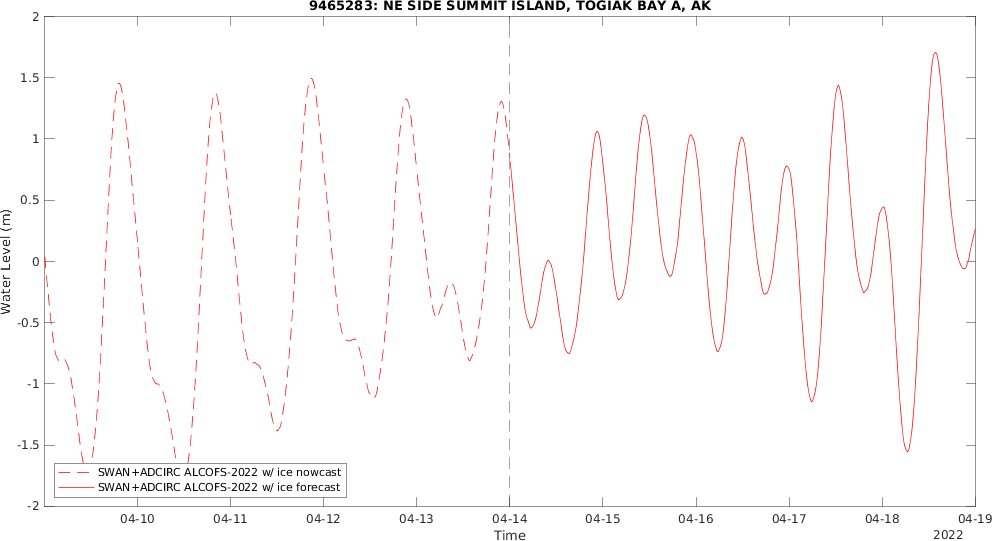 9465283: NE SIDE SUMMIT ISLAND, TOGIAK BAY A, AK
2
1.5
1
0.5
0
-0.5
-1
-1.5
-2
Water Level (m)
SWAN+ADCIRC ALCOFS-2022 w/ ice nowcast
SWAN+ADCIRC ALCOFS-2022 w/ ice forecast
04-10 04-11 04-12 04-13 04-14 04-15 04-16 04-17 04-18 04-19
Time
2022